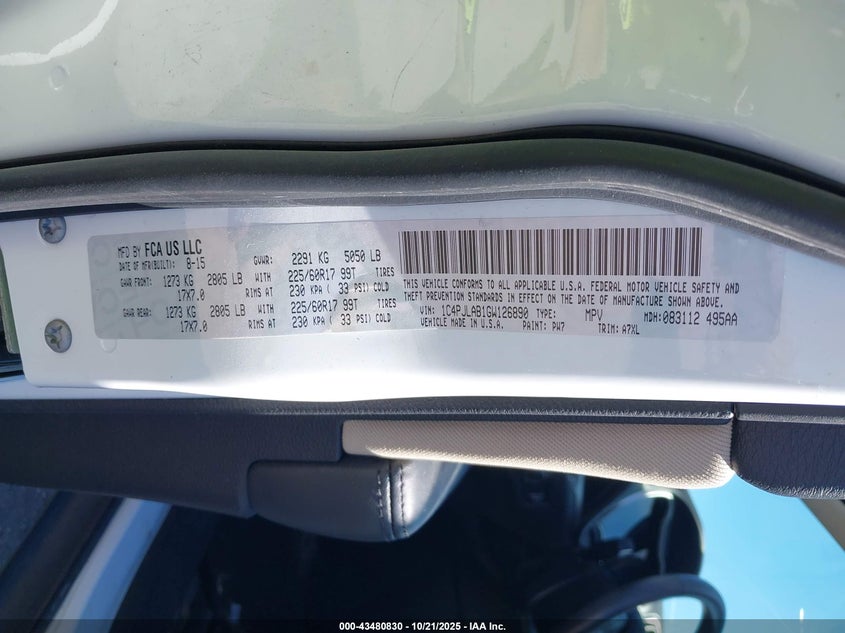 MFD BY FCA US LLC
DATE OF MFR(BUILT): 8-15 GVWR: 2291 KG 5050 LB
GAWR FRONT: 1273 KG 2805 LB WITH 225/60R17 99T TIRES
17X7.0 RIMS AT 230 KPA ( 33 PSI) COLD
GAWR REAR: 1273 KG 2805 LB WITH 225/60R17 99T TIRES
17X7.0 RIMS AT 230 KPA ( 33 PSI) COLD
THIS VEHICLE CONFORMS TO ALL APPLICABLE U.S.A. FEDERAL MOTOR VEHICLE SAFETY AND
THEFT PREVENTION STANDARDS IN EFFECT ON THE DATE OF MANUFACTURE SHOWN ABOVE.
VIN: 1C4PJLAB1GW126890 TYPE: MPV MDH: 083112 495AA
VEHICLE MADE IN U.S.A. PAINT: PW7 TRIM: A7XL
000-43480830 - 10/21/2025 - IAA Inc.